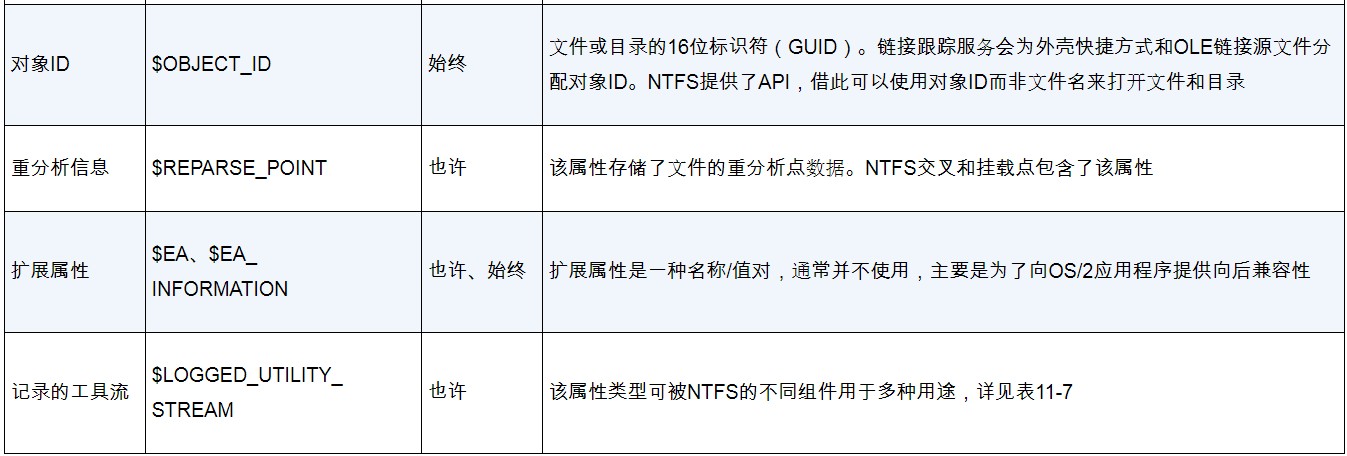 对象ID
$OBJECT_ID
始终
文件或目录的16位标识符（GUID）。链接跟踪服务会为外壳快捷方式和OLE链接源文件分
配对象ID。NTFS提供了API，借此可以使用对象ID而非文件名来打开文件和目录
重分析信息
$REPARSE_POINT
也许
该属性存储了文件的重分析点数据。NTFS交叉和挂载点包含了该属性
扩展属性
$EA、$EA_
INFORMATION
也许、始终
扩展属性是一种名称/值对，通常并不使用，主要是为了向OS/2应用程序提供向后兼容性
记录的工具流
$LOGGED_UTILITY_
STREAM
也许
该属性类型可被NTFS的不同组件用于多种用途，详见表11-7